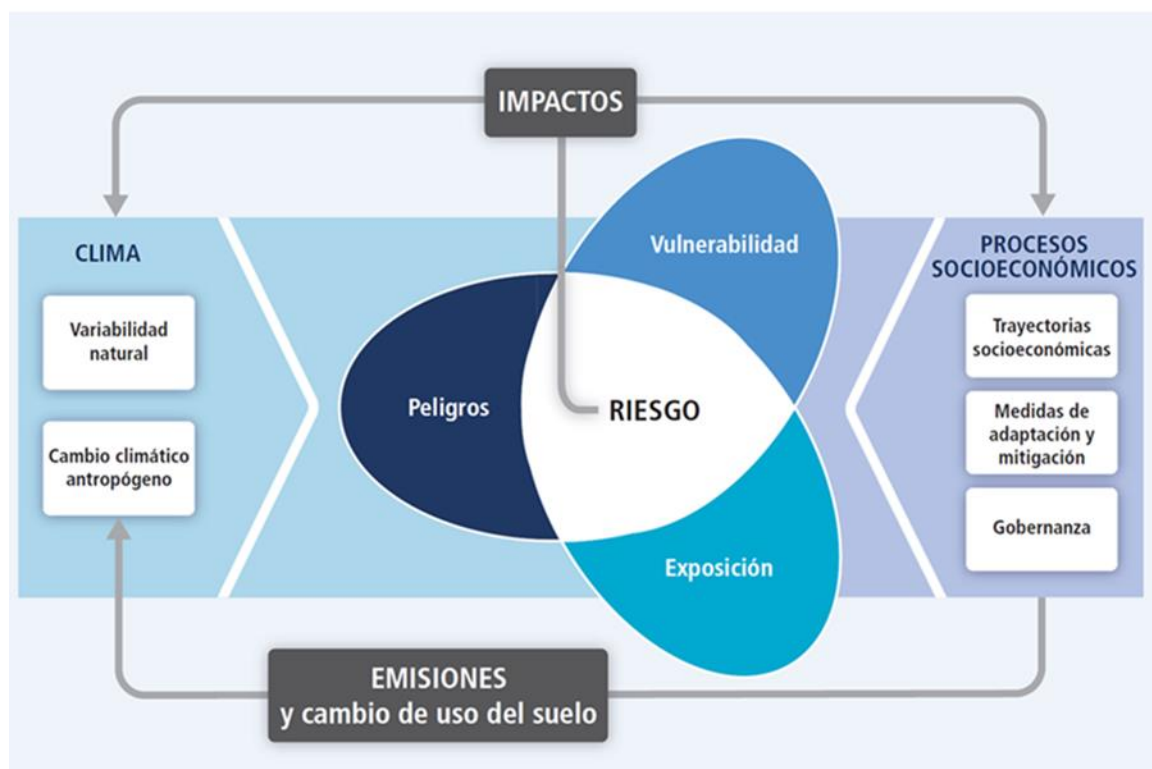 IMPACTOS
CLIMA
Variabilidad
natural
Cambio climático
antropógeno
Vulnerabilidad
Peligros
RIESGO
Exposición
PROCESOS
SOCIOECONÓMICOS
Trayectorias
socioeconómicas
Medidas de
adaptación y
mitigación
Gobernanza
EMISIONES
y cambio de uso del suelo